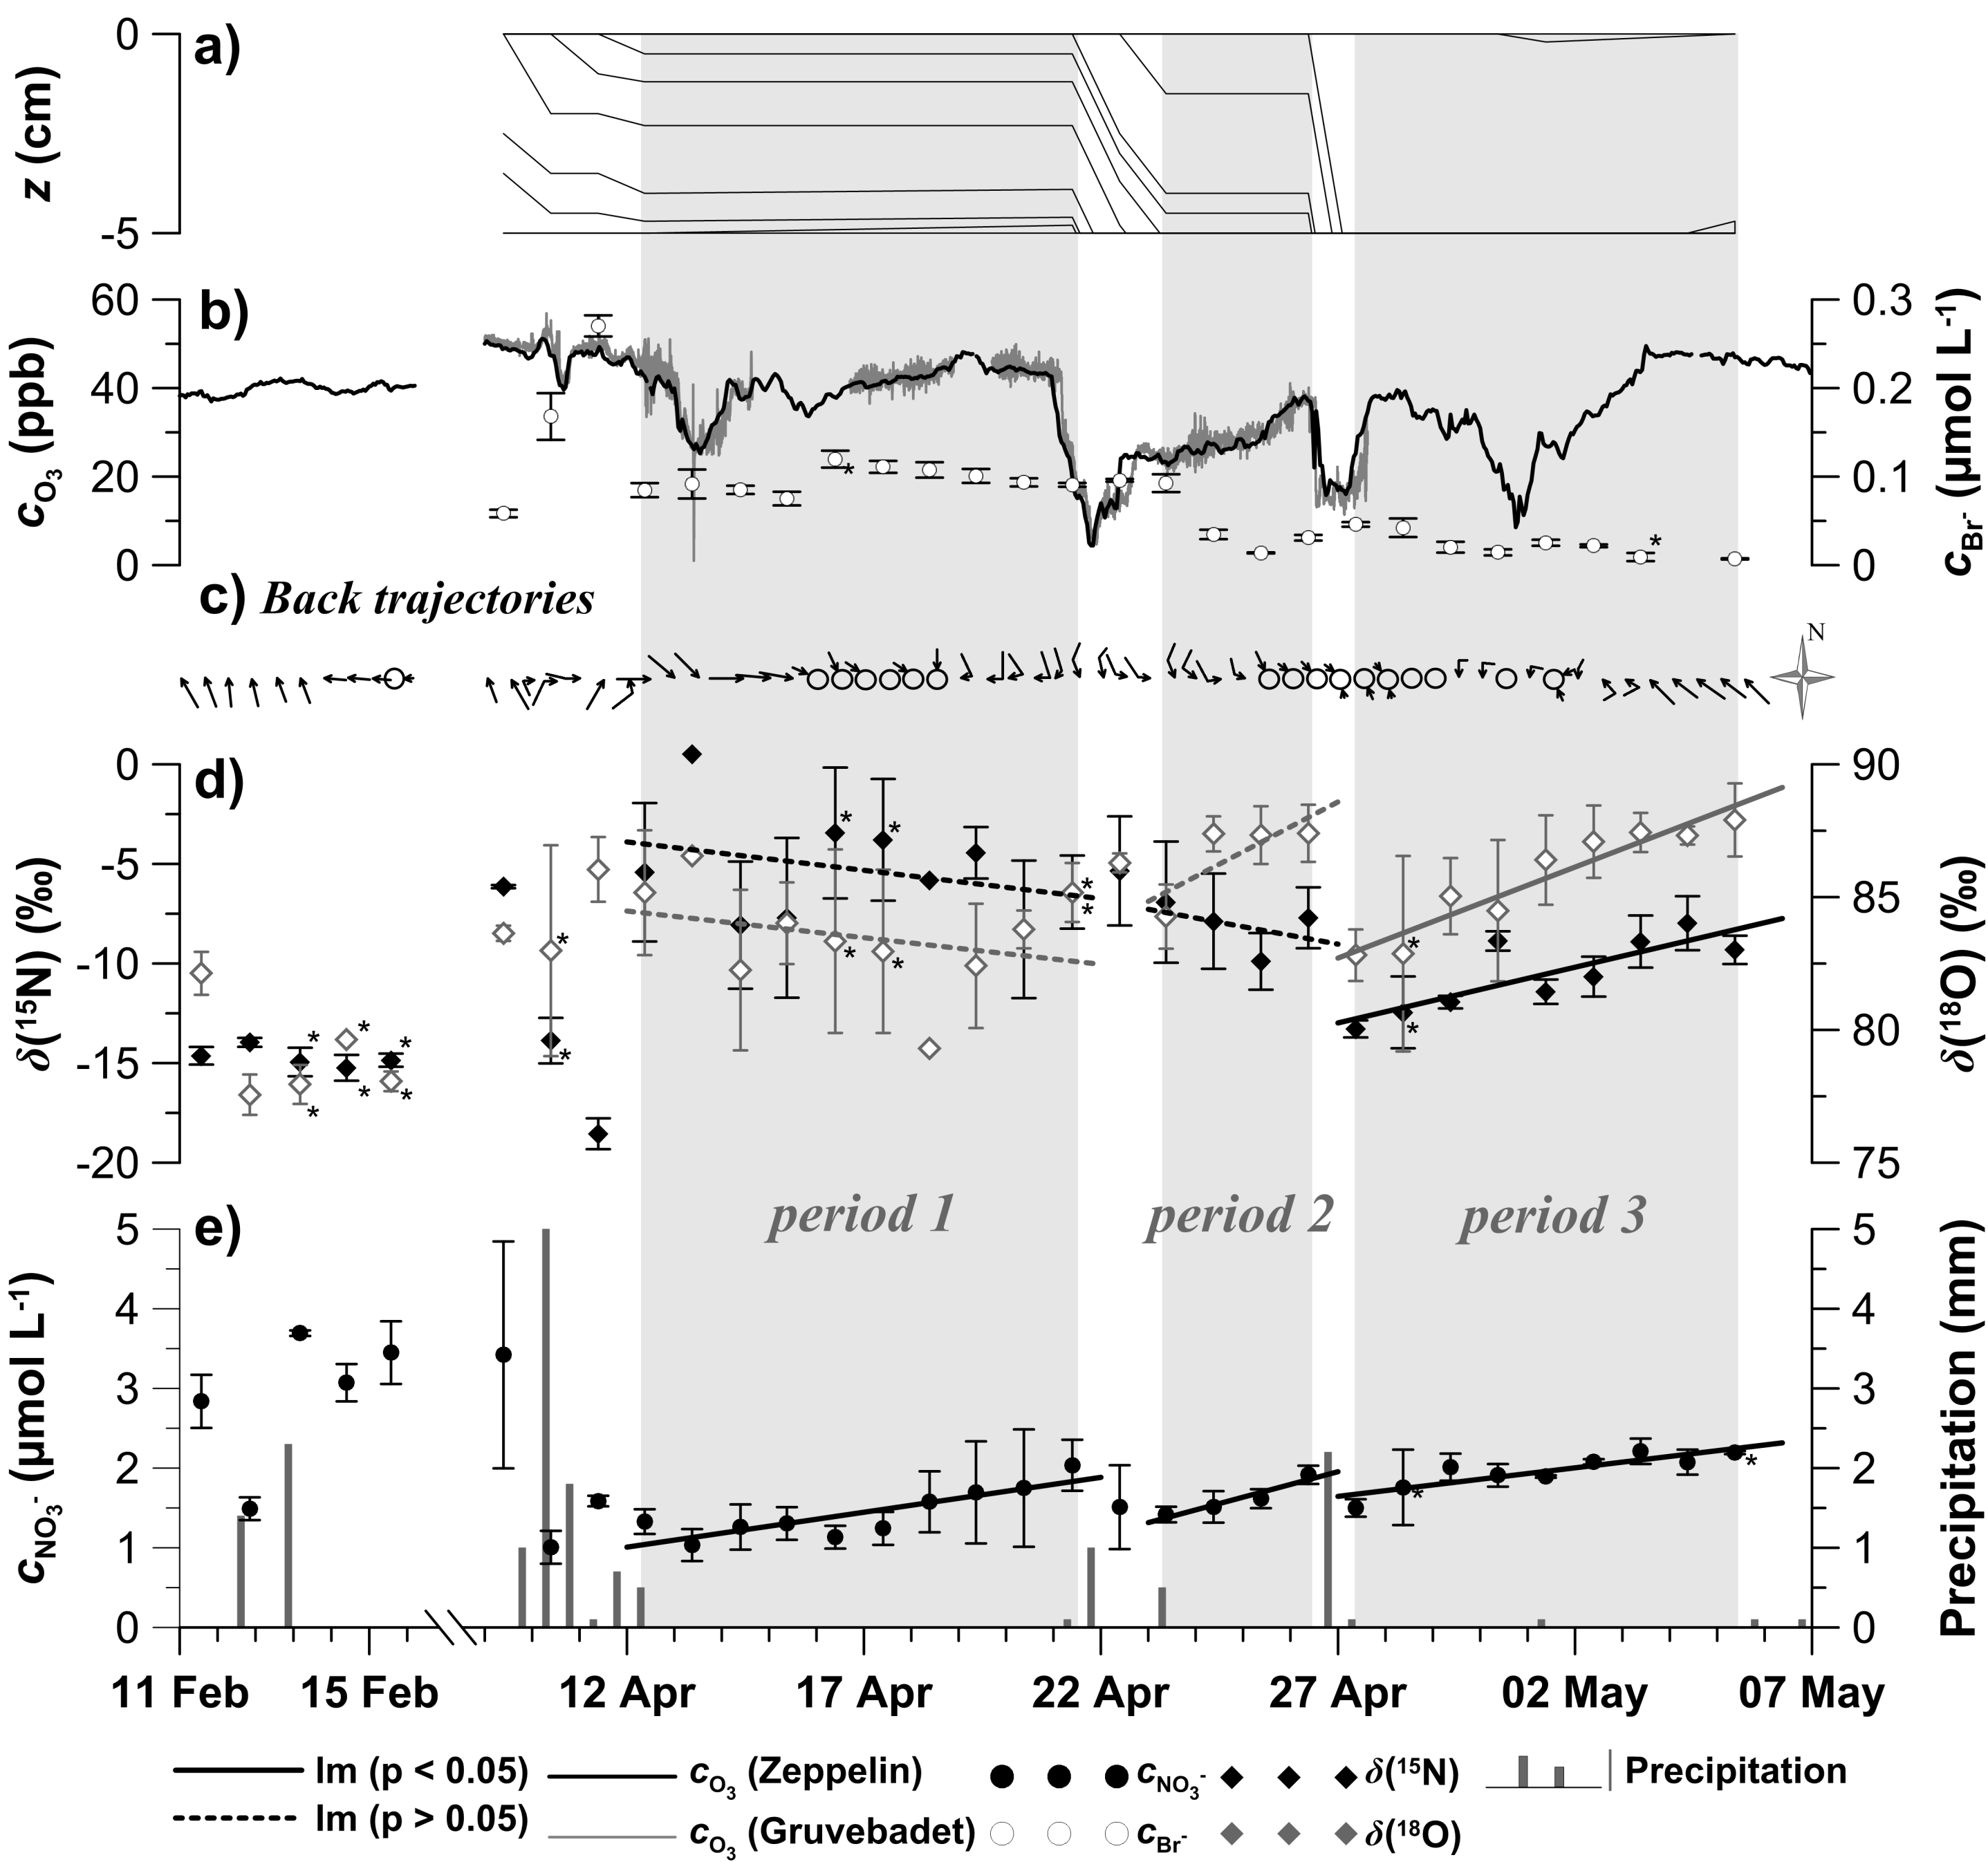 a)
0
-5
z (cm)
b)
60
40
20
0
cO3 (ppb)
0.3
0.2
0.1
0
cBr- (µmol L-1)
*
*
c) Back trajectories
N
d)
0
-5
-10
-15
-20
δ(15N) (‰)
90
85
80
75
δ(18O) (‰)
* * * * * * * * * * * * * * * *
period 1
period 2
period 3
e)
5
4
3
2
1
0
cNO3- (µmol L-1)
5
4
3
2
1
0
Precipitation (mm)
*
*
11 Feb 15 Feb 12 Apr 17 Apr 22 Apr 27 Apr 02 May 07 May
lm (p < 0.05) cO3 (Zeppelin) cNO3- δ(15N) Precipitation
lm (p > 0.05) cO3 (Gruvebadet) cBr- δ(18O)